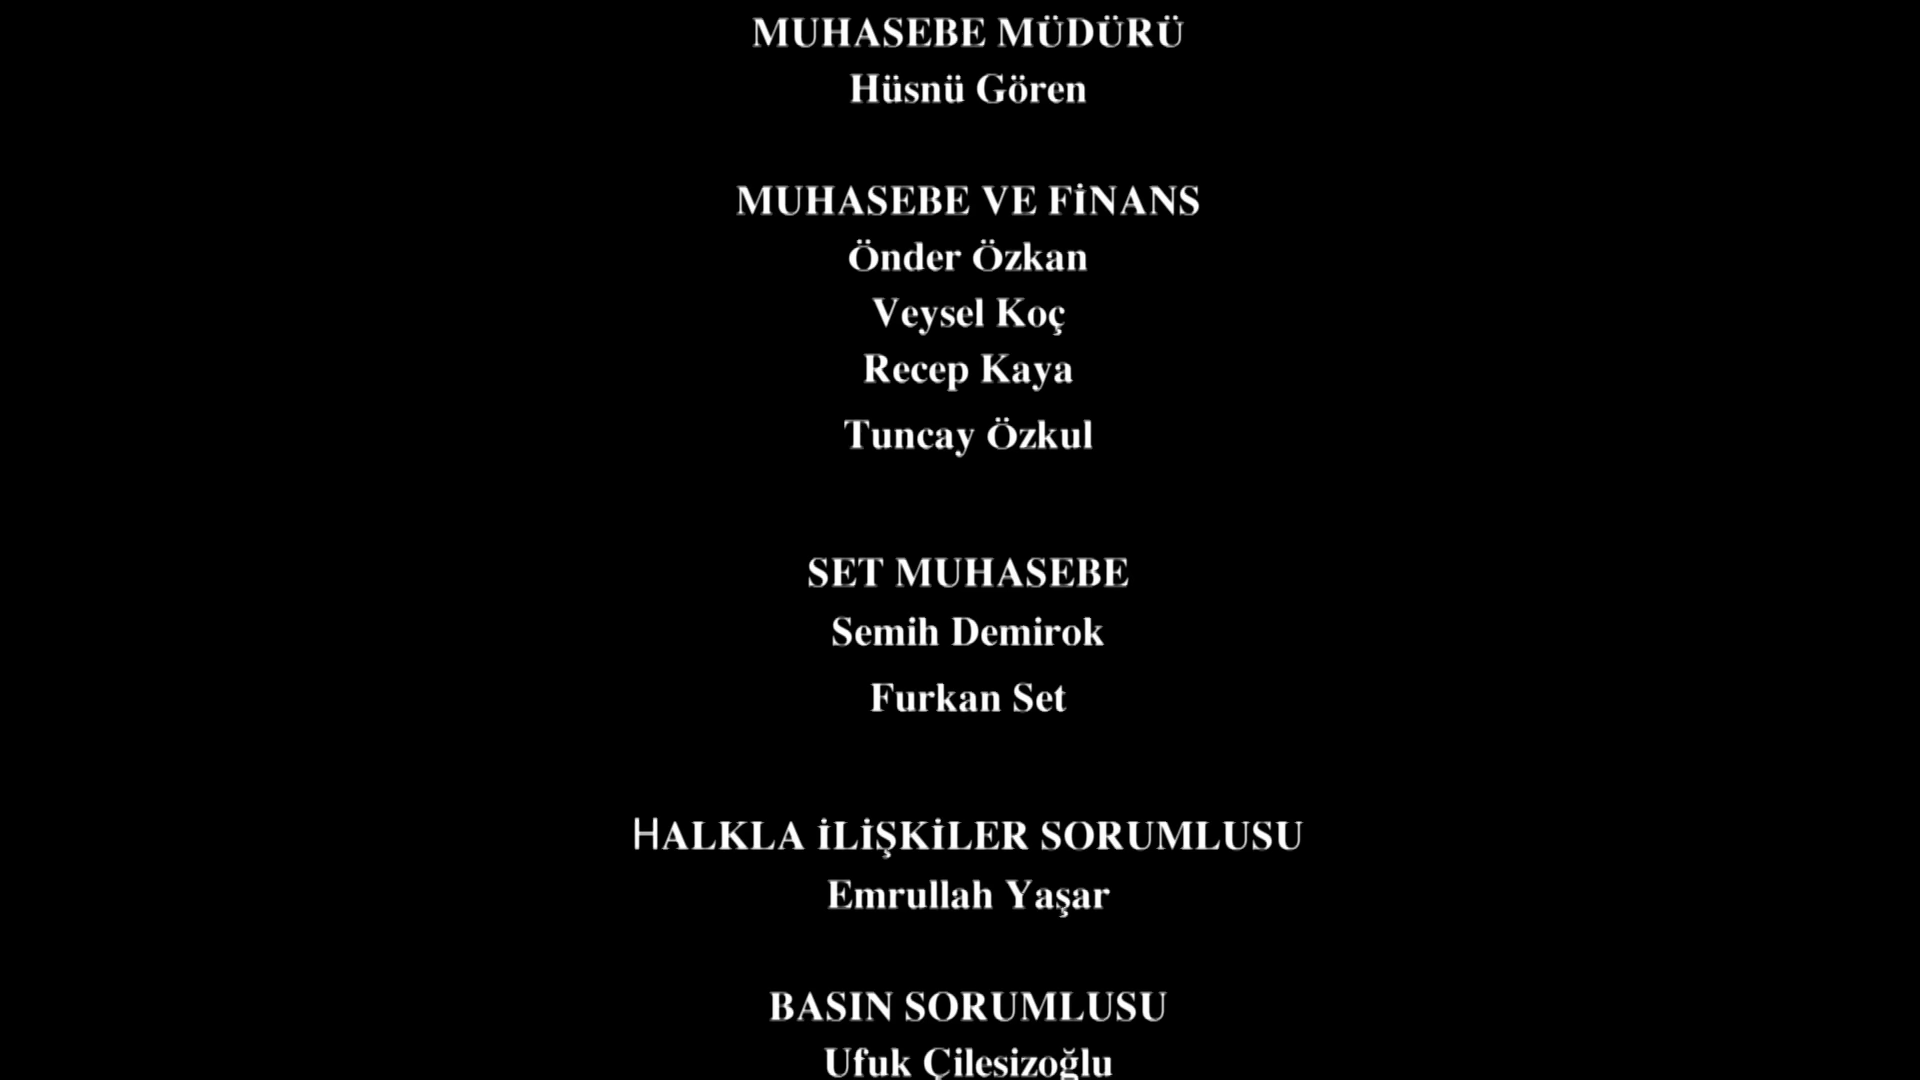 MUHASEBE MÜDÜRÜ
Hüsnü Gören
MUHASEBE VE FİNANS
Önder Özkan
Veysel Koç
Recep Kaya
Tuncay Özkul
SET MUHASEBE
Semih Demirok
Furkan Set
HALKLA İLİŞKİLER SORUMLUSU
Emrullah Yaşar
BASIN SORUMLUSU
Ufuk Çilesizoğlu